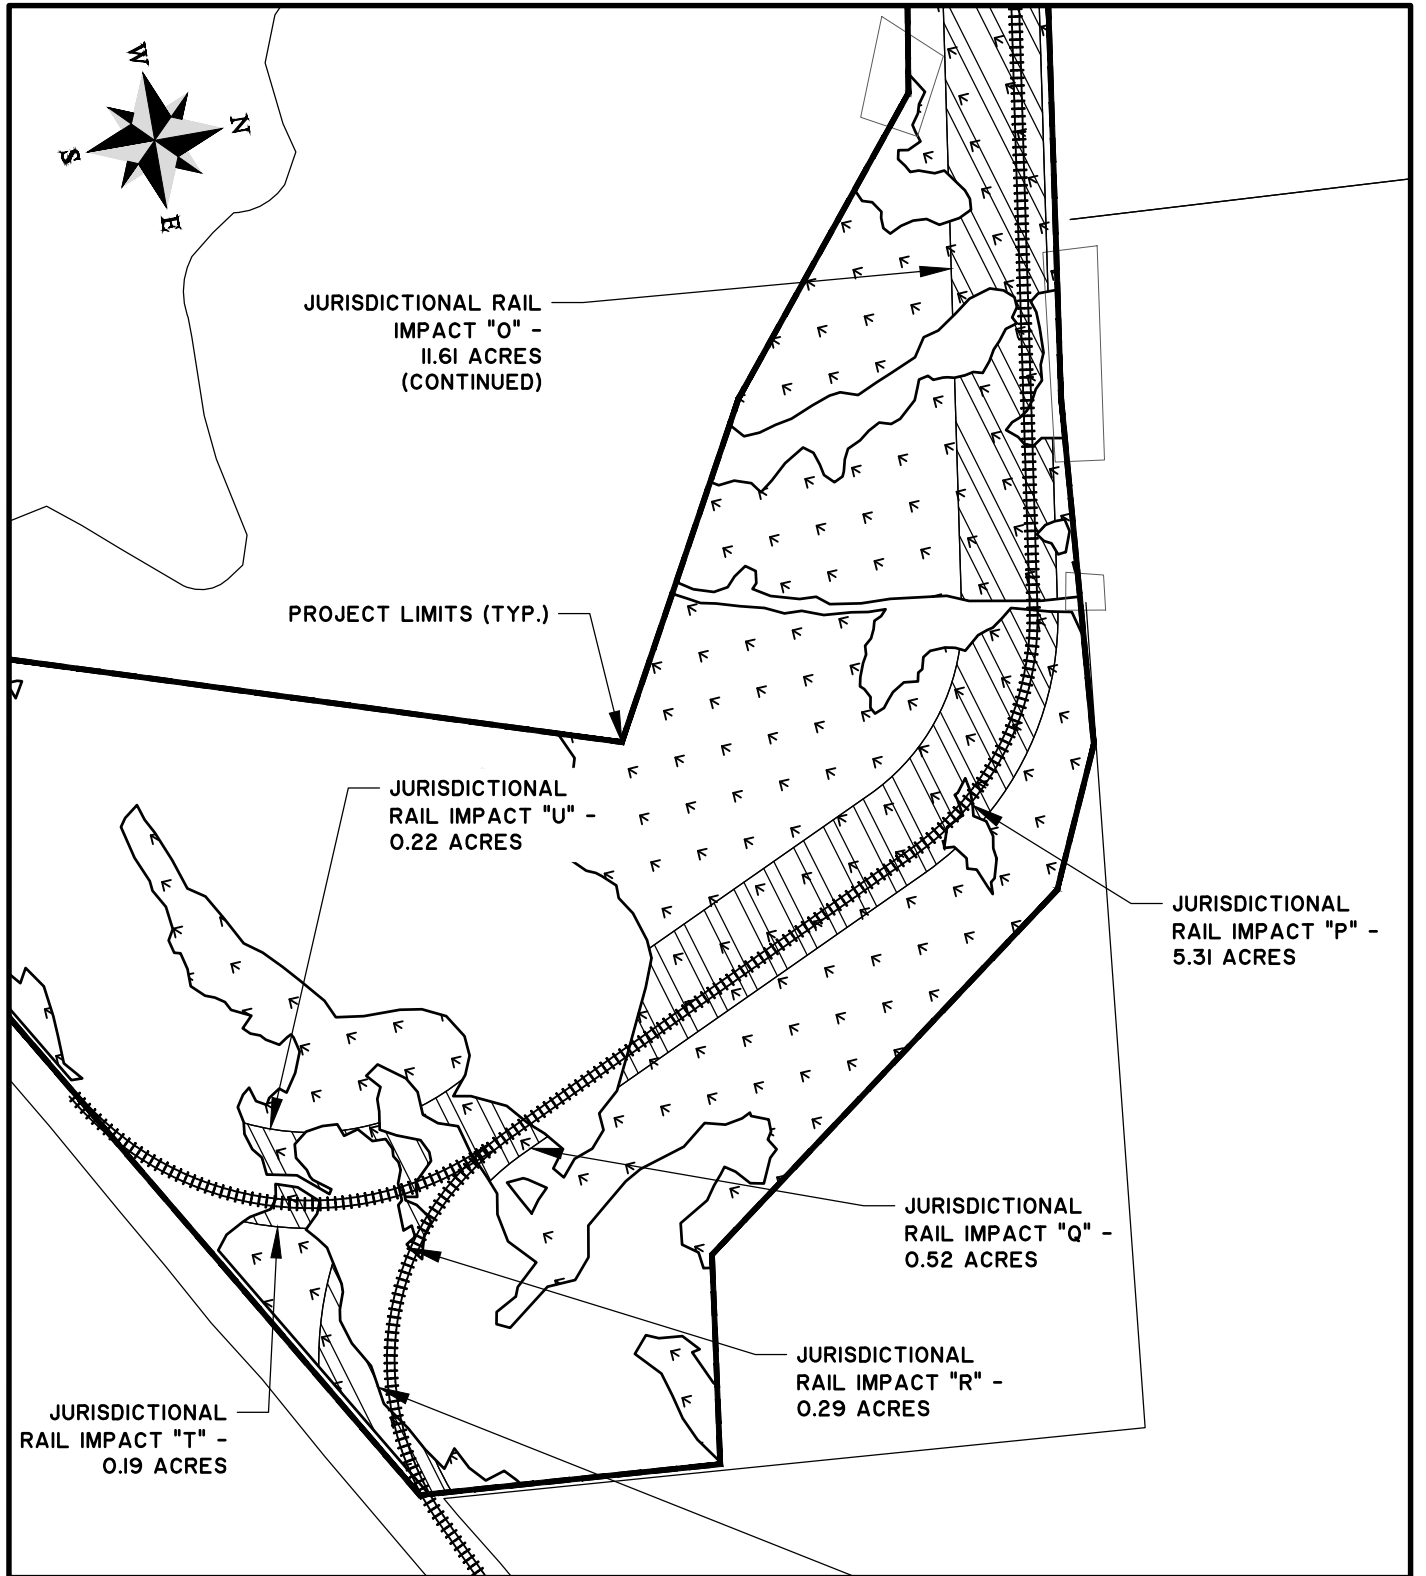 W
N
S
E
JURISDICTIONAL RAIL
IMPACT "O" -
11.61 ACRES
(CONTINUED)
PROJECT LIMITS (TYP.)
JURISDICTIONAL
RAIL IMPACT "U" -
0.22 ACRES
JURISDICTIONAL
RAIL IMPACT "P" -
5.31 ACRES
JURISDICTIONAL
RAIL IMPACT "Q" -
0.52 ACRES
JURISDICTIONAL
RAIL IMPACT "R" -
0.29 ACRES
JURISDICTIONAL
RAIL IMPACT "T" -
0.19 ACRES